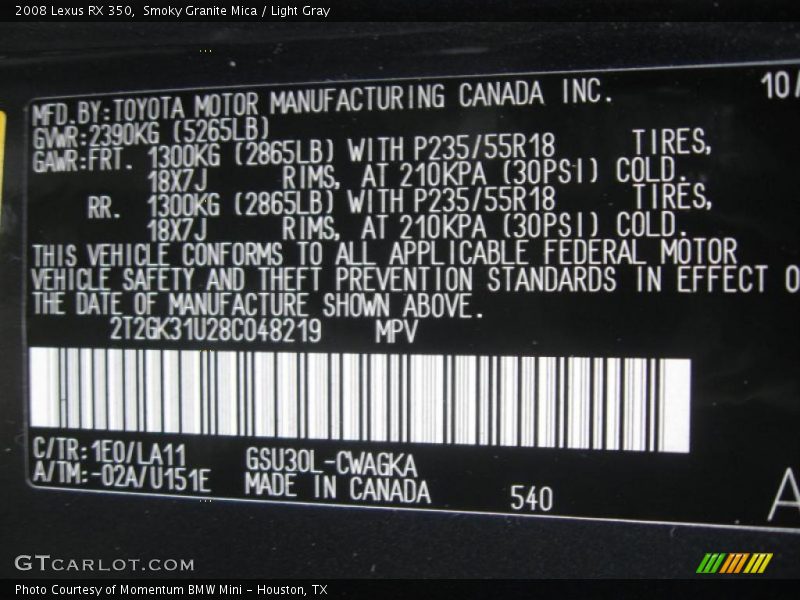 2008 Lexus RX 350,  Smoky Granite Mica / Light Gray
10/
MFD.BY:TOYOTA MOTOR MANUFACTURING CANADA INC.
GVWR:2390KG (5265LB)
GAWR:FRT. 1300KG (2865LB) WITH P235/55R18 TIRES,
18X7J RIMS, AT 210KPA (30PSI) COLD.
RR. 1300KG (2865LB) WITH P235/55R18 TIRES,
18X7J RIMS, AT 210KPA (30PSI) COLD.
THIS VEHICLE CONFORMS TO ALL APPLICABLE FEDERAL MOTOR
VEHICLE SAFETY AND THEFT PREVENTION STANDARDS IN EFFECT O
THE DATE OF MANUFACTURE SHOWN ABOVE.
2T2GK31U28C048219 MPV
C/TR:1E0/LA11 GSU30L-CWAGKA
A/TM:-02A/U151E MADE IN CANADA 540
A
GTCARLOT.COM
Photo Courtesy of Momentum BMW Mini - Houston, TX